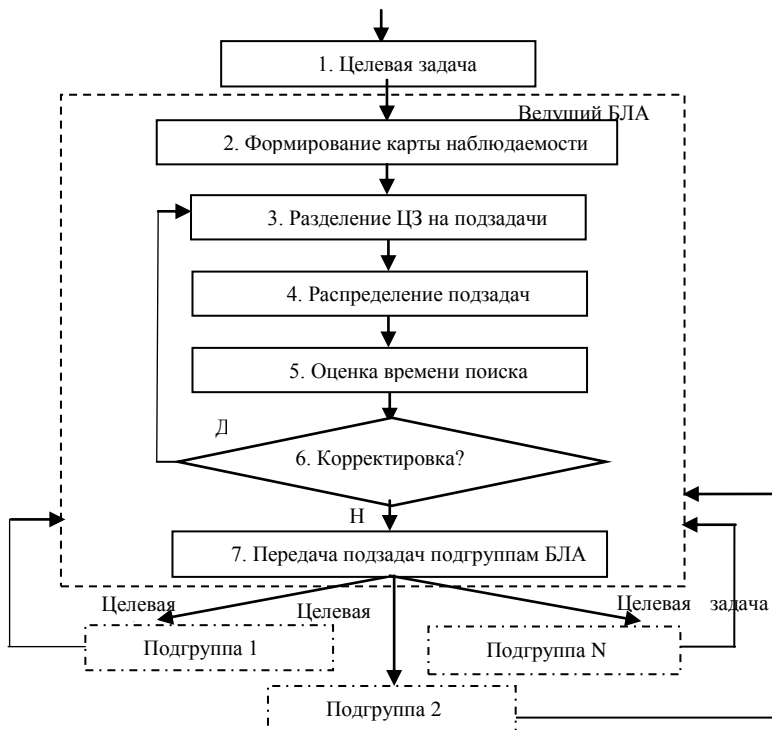 1. Целевая задача
Ведущий БЛА
2. Формирование карты наблюдаемости
3. Разделение ЦЗ на подзадачи
4. Распределение подзадач
5. Оценка времени поиска
Д
6. Корректировка?
Н
7. Передача подзадач подгруппам БЛА
Целевая
Целевая
Целевая задача
Подгруппа 1
Подгруппа N
Подгруппа 2